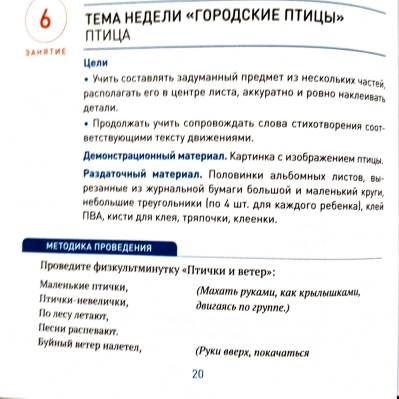 6
ЗАНЯТИЕ
ТЕМА НЕДЕЛИ «ГОРОДСКИЕ ПТИЦЫ»
ПТИЦА
Цели
• Учить составлять задуманный предмет из нескольких частей,
располагать его в центре листа, аккуратно и ровно наклеивать
детали.
• Продолжать учить сопровождать слова стихотворения соот-
ветствующими тексту движениями.
Демонстрационный материал. Картинка с изображением птицы.
Раздаточный материал. Половинки альбомных листов, вы-
резанные из журнальной бумаги большой и маленький круги,
небольшие треугольники (по 4 шт. для каждого ребенка), клей
ПВА, кисти для клея, тряпочки, клеенки.
МЕТОДИКА ПРОВЕДЕНИЯ
Проведите физкультминутку «Птички и ветер»:
Маленькие птички, (Махать руками, как крылышками,
Птички-невелички, двигаясь по группе.)
По лесу летают,
Песни распевают.
Буйный ветер налетел, (Руки вверх, покачаться
20